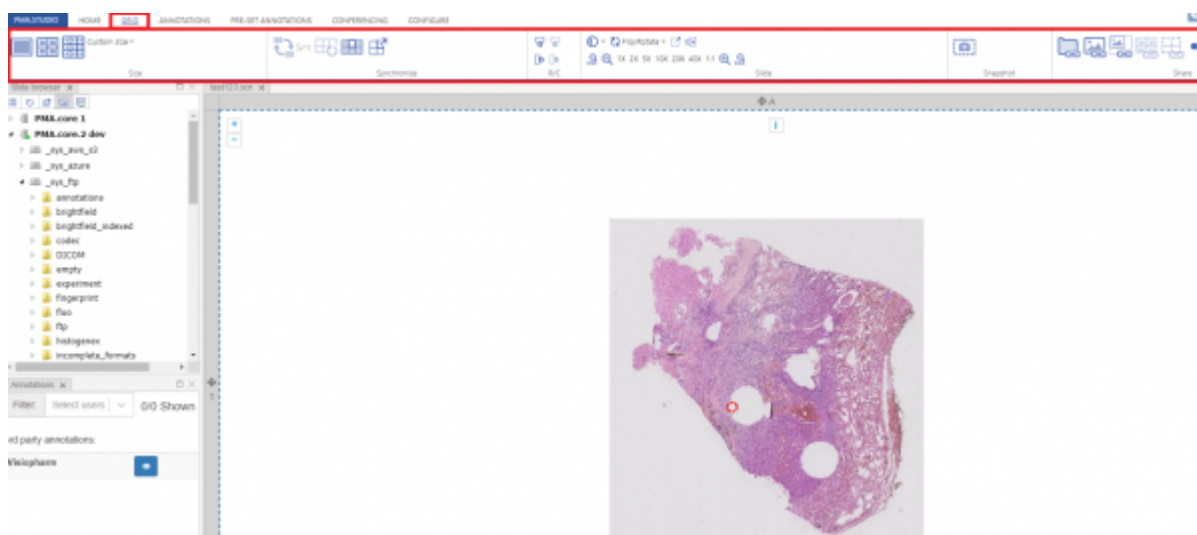 PMA.STUDIO HOME GRID ANNOTATIONS PRE-SET ANNOTATIONS CONFERENCING CONFIGURE
Custom size
Sync
Flip/Rotate
1X 2X 5X 10X 20X 40X 1:1
Size Synchronize R/C Slide Snapshot Share
Slide browser x
test123.scn x
A
PMA.core 1
PMA.core.2 dev
_sys_aws_s3
_sys_azure
_sys_ftp
annotations
brightfield
brightfield_indexed
codec
DICOM
empty
experiment
fingerprint
fluo
ftp
histogenex
incomplete_formats
Annotations x
1
Filter: Select users 0/0 Shown
rd party annotations:
Visiopharm